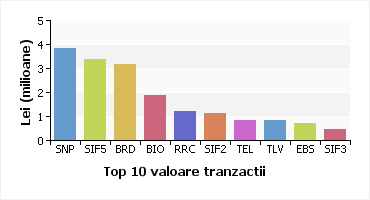 5
4
3
2
1
0
Lei (milioane)
SNP SIF5 BRD BIO RRC SIF2 TEL TLV EBS SIF3
Top 10 valoare tranzactii